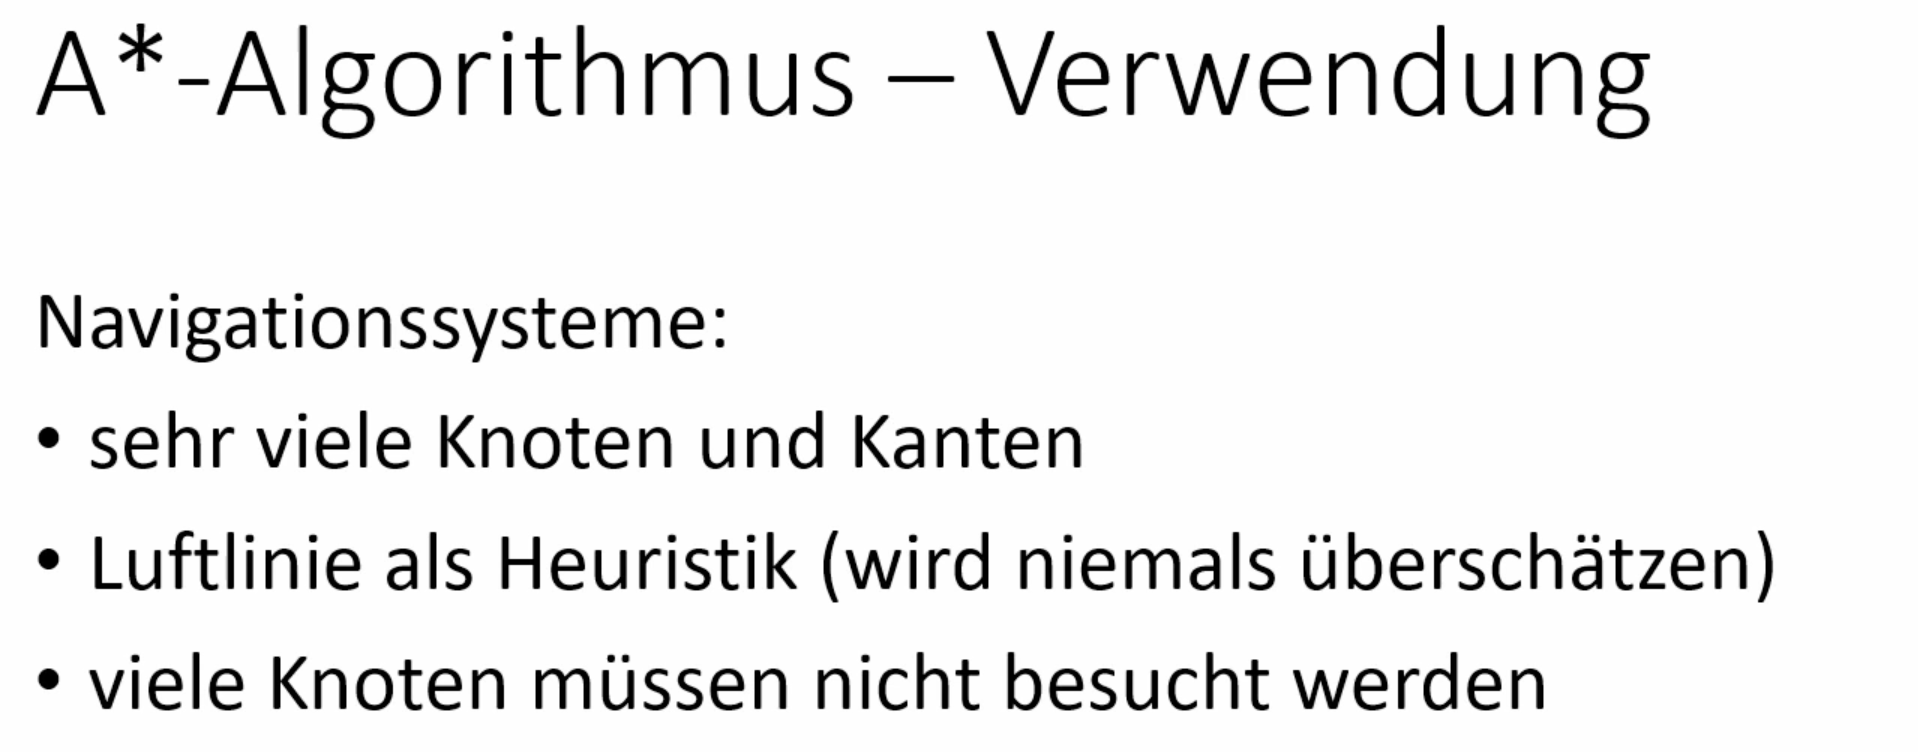 A*-Algorithmus – Verwendung
Navigationssysteme:
• sehr viele Knoten und Kanten
• Luftlinie als Heuristik (wird niemals überschätzen)
• viele Knoten müssen nicht besucht werden